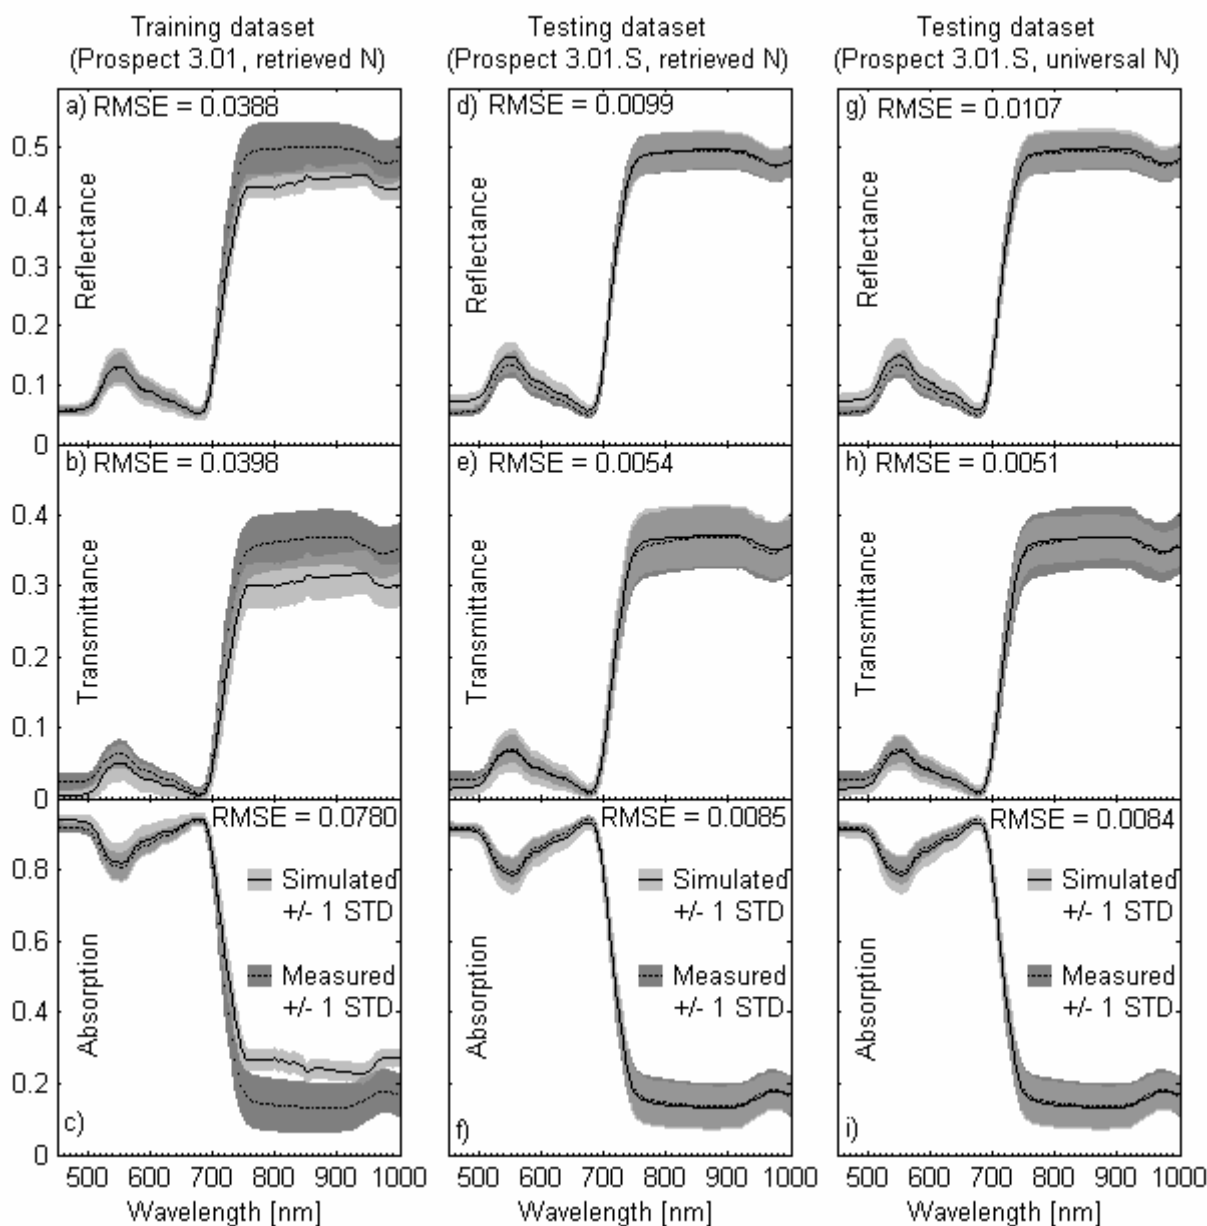 Training dataset
(Prospect 3.01, retrieved N)
Testing dataset
(Prospect 3.01.S, retrieved N)
Testing dataset
(Prospect 3.01.S, universal N)
a) RMSE = 0.0388
d) RMSE = 0.0099
g) RMSE = 0.0107
0.5
0.4
0.3
0.2
0.1
0
Reflectance
Reflectance
Reflectance
b) RMSE = 0.0398
e) RMSE = 0.0054
h) RMSE = 0.0051
0.4
0.3
0.2
0.1
0
Transmittance
Transmittance
Transmittance
RMSE = 0.0780
RMSE = 0.0085
RMSE = 0.0084
0.8
0.6
0.4
0.2
0
Absorption
Simulated
+/- 1 STD
Measured
+/- 1 STD
c)
Absorption
Simulated
+/- 1 STD
Measured
+/- 1 STD
f)
Absorption
Simulated
+/- 1 STD
Measured
+/- 1 STD
i)
500 600 700 800 900 1000
500 600 700 800 900 1000
500 600 700 800 900 1000
Wavelength [nm]
Wavelength [nm]
Wavelength [nm]